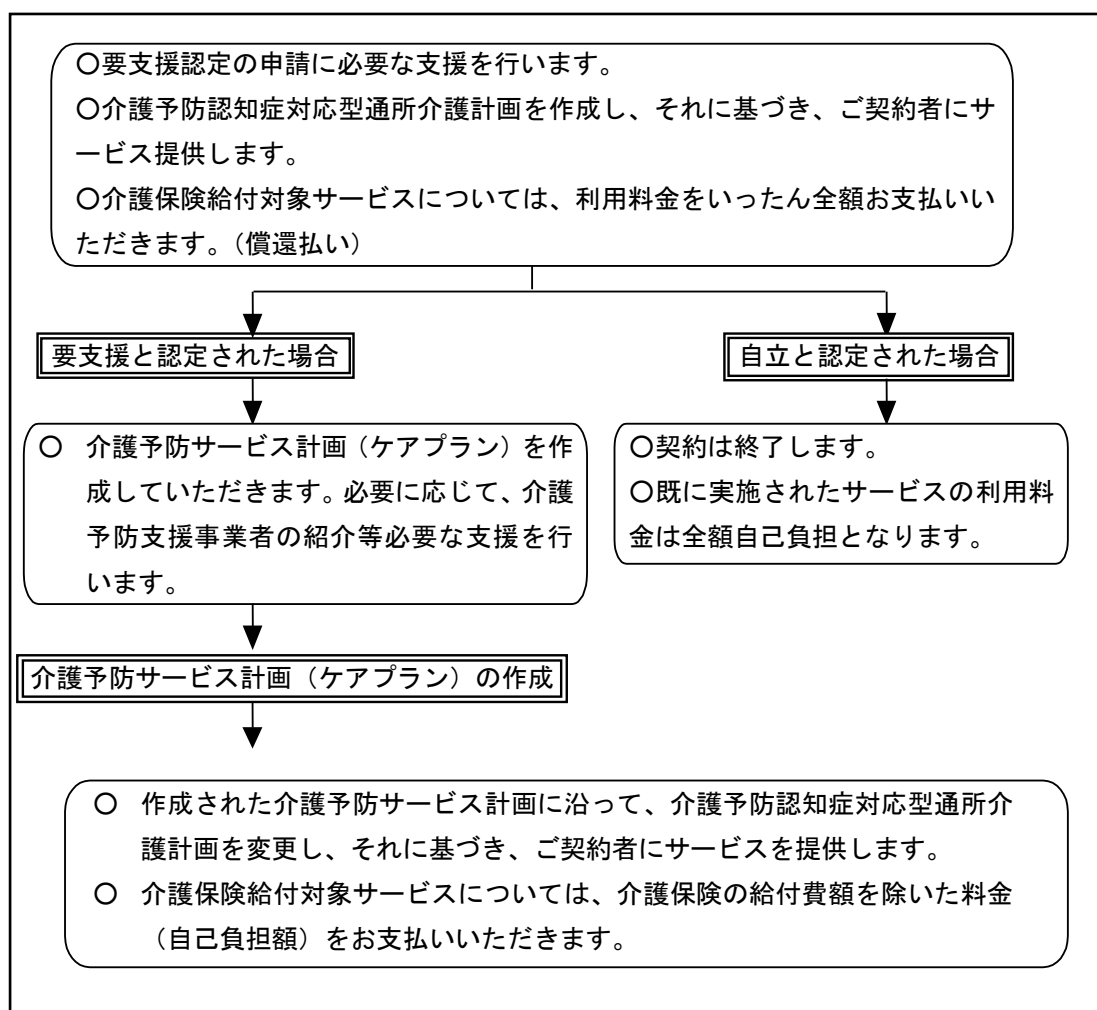 〇要支援認定の申請に必要な支援を行います。
〇介護予防認知症対応型通所介護計画を作成し、それに基づき、ご契約者にサ
ービス提供します。
〇介護保険給付対象サービスについては、利用料金をいったん全額お支払いい
ただきます。（償還払い）
要支援と認定された場合
自立と認定された場合
〇 介護予防サービス計画（ケアプラン）を作
成していただきます。必要に応じて、介護
予防支援事業者の紹介等必要な支援を行
います。
〇契約は終了します。
〇既に実施されたサービスの利用料
金は全額自己負担となります。
介護予防サービス計画（ケアプラン）の作成
〇 作成された介護予防サービス計画に沿って、介護予防認知症対応型通所介
護計画を変更し、それに基づき、ご契約者にサービスを提供します。
〇 介護保険給付対象サービスについては、介護保険の給付費額を除いた料金
（自己負担額）をお支払いいただきます。